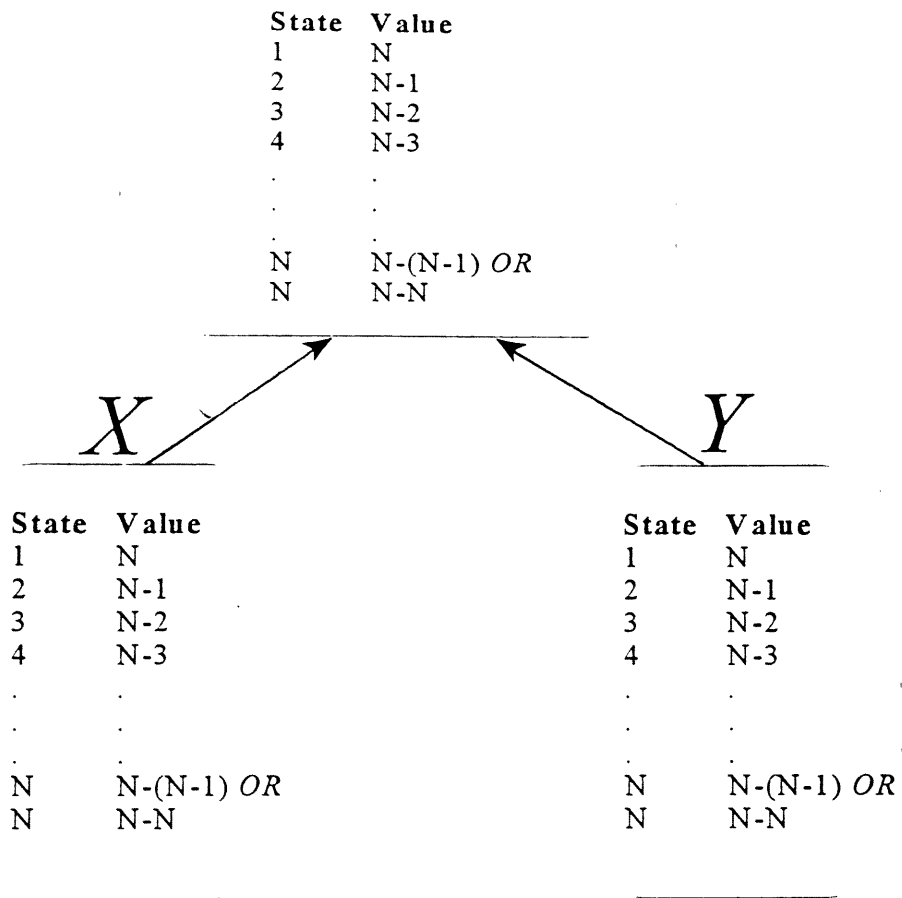 State Value
1 N
2 N-1
3 N-2
4 N-3
. .
. .
. .
N N-(N-1) OR
N N-N
X
Y
State Value
1 N
2 N-1
3 N-2
4 N-3
. .
. .
. .
N N-(N-1) OR
N N-N
State Value
1 N
2 N-1
3 N-2
4 N-3
. .
. .
. .
N N-(N-1) OR
N N-N